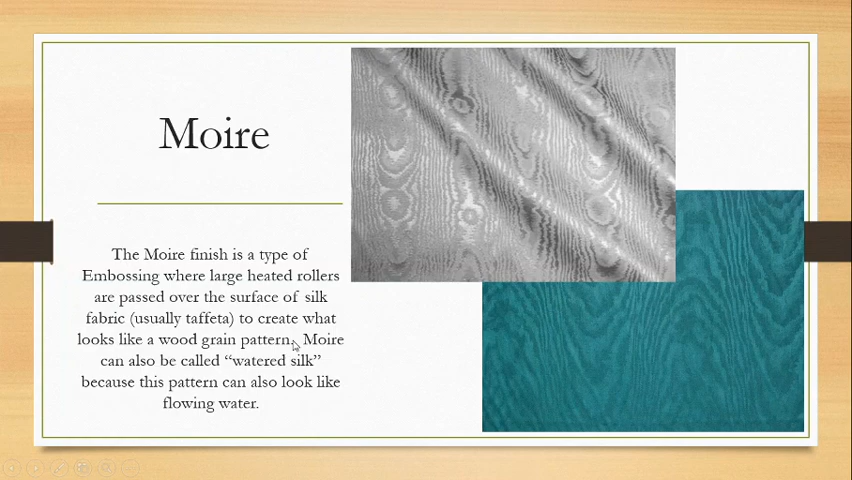 Moire
The Moire finish is a type of
Embossing where large heated rollers
are passed over the surface of silk
fabric (usually taffeta) to create what
looks like a wood grain pattern. Moire
can also be called “watered silk”
because this pattern can also look like
flowing water.